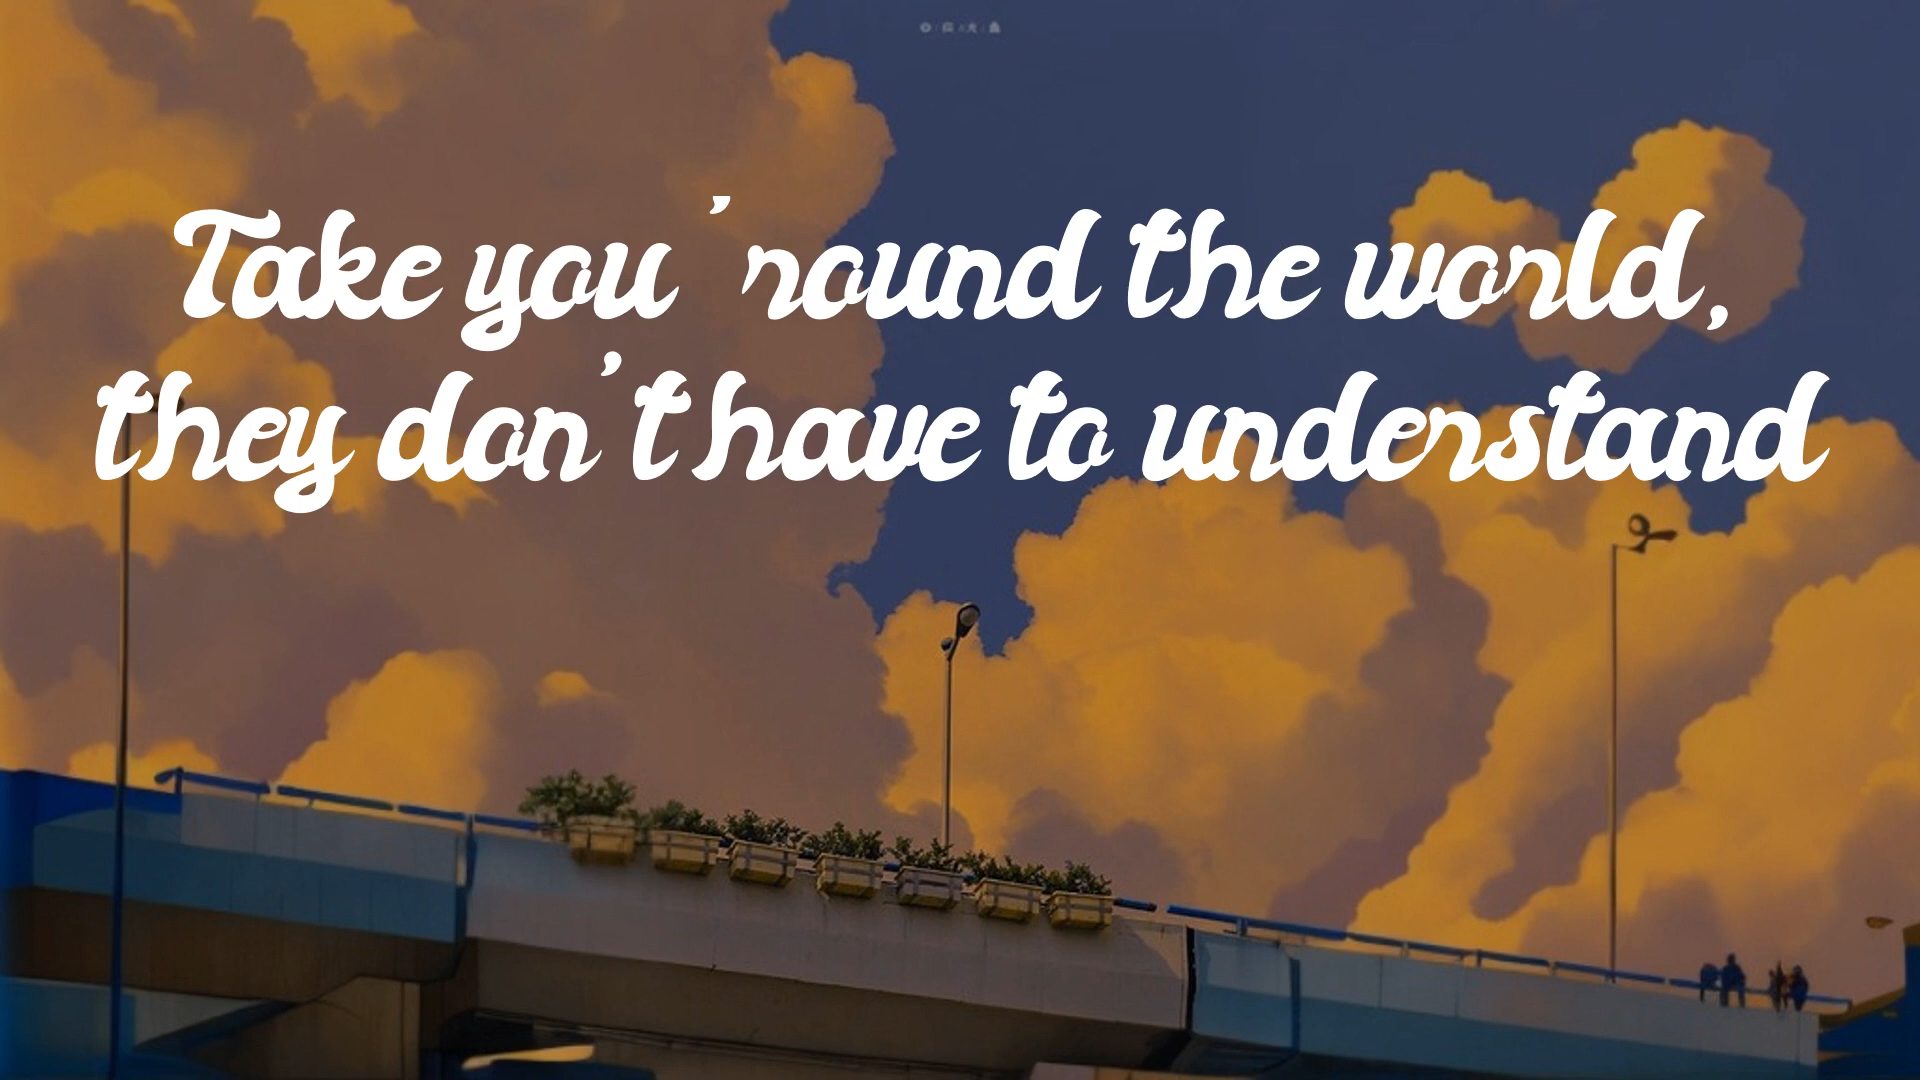 Take you 'round the world,
they don't have to understand